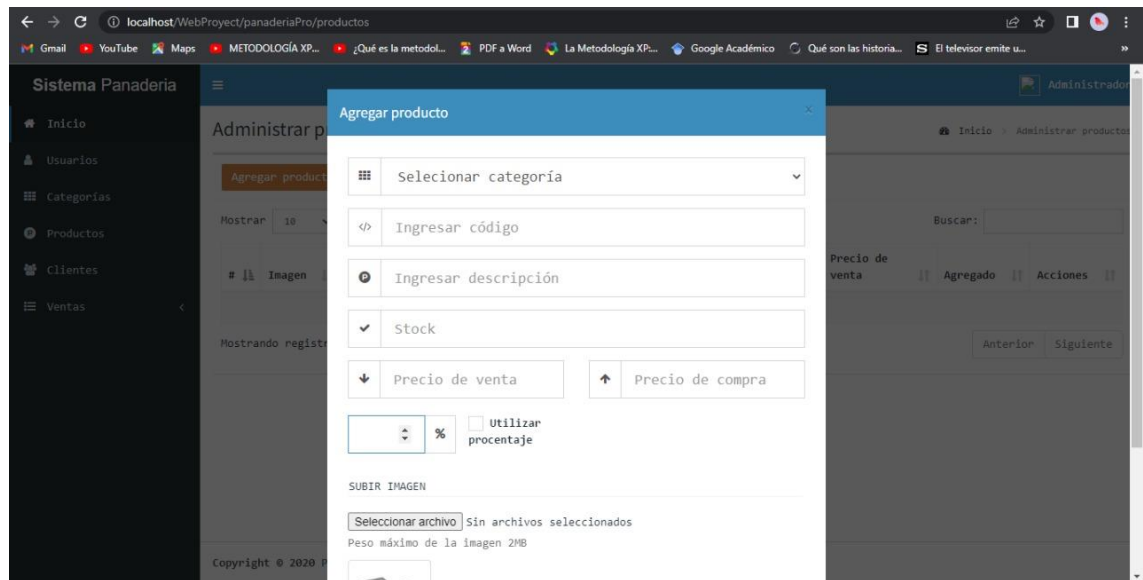 localhost/WebProyect/panaderiaPro/productos
Gmail YouTube Maps METODOLOGÍA XP... ¿Qué es la metodol... PDF a Word La Metodología XP:... Google Académico Qué son las historia... El televisor emite u... »
Sistema Panaderia
Administrador
Agregar producto
x
Inicio
Administrar p
Inicio > Administrar productos
Usuarios
Agregar product
Selecionar categoría
Categorías
Mostrar 10
Ingresar código
Buscar:
Productos
Clientes
# Imagen
Ingresar descripción
Precio de
venta
Agregado Acciones
Ventas
Stock
Mostrando registr
Anterior Siguiente
Precio de venta
Precio de compra
%
Utilizar
procentaje
SUBIR IMAGEN
Seleccionar archivo Sin archivos seleccionados
Peso máximo de la imagen 2MB
Copyright © 2020 P